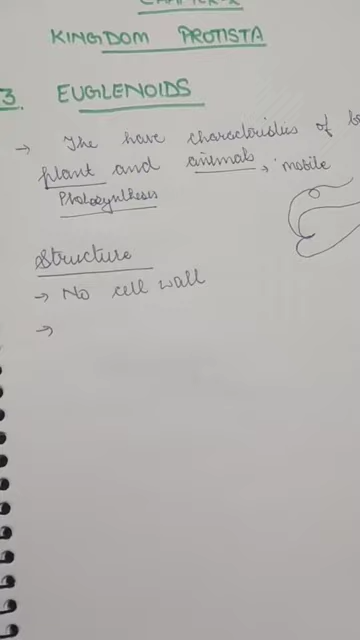 KINGDOM PROTISTA
3. EUGLENOIDS
→ The have characteristics of
plant and animals → mobile
Photosynthesis
Structure
→ No cell wall
→